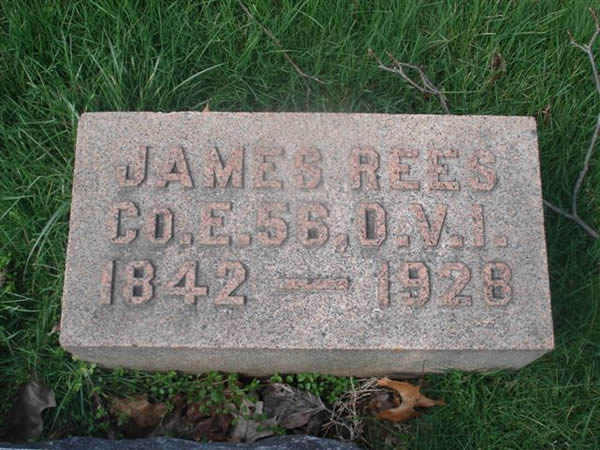 JAMES REES
CO.E.56,O.V.I.
1842 — 1928